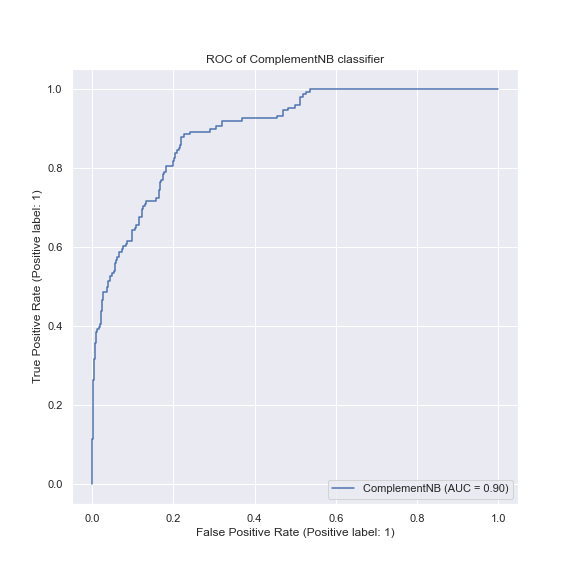 ROC of ComplementNB classifier
1.0
0.8
0.6
0.4
0.2
0.0
True Positive Rate (Positive label: 1)
ComplementNB (AUC = 0.90)
0.0 0.2 0.4 0.6 0.8 1.0
False Positive Rate (Positive label: 1)